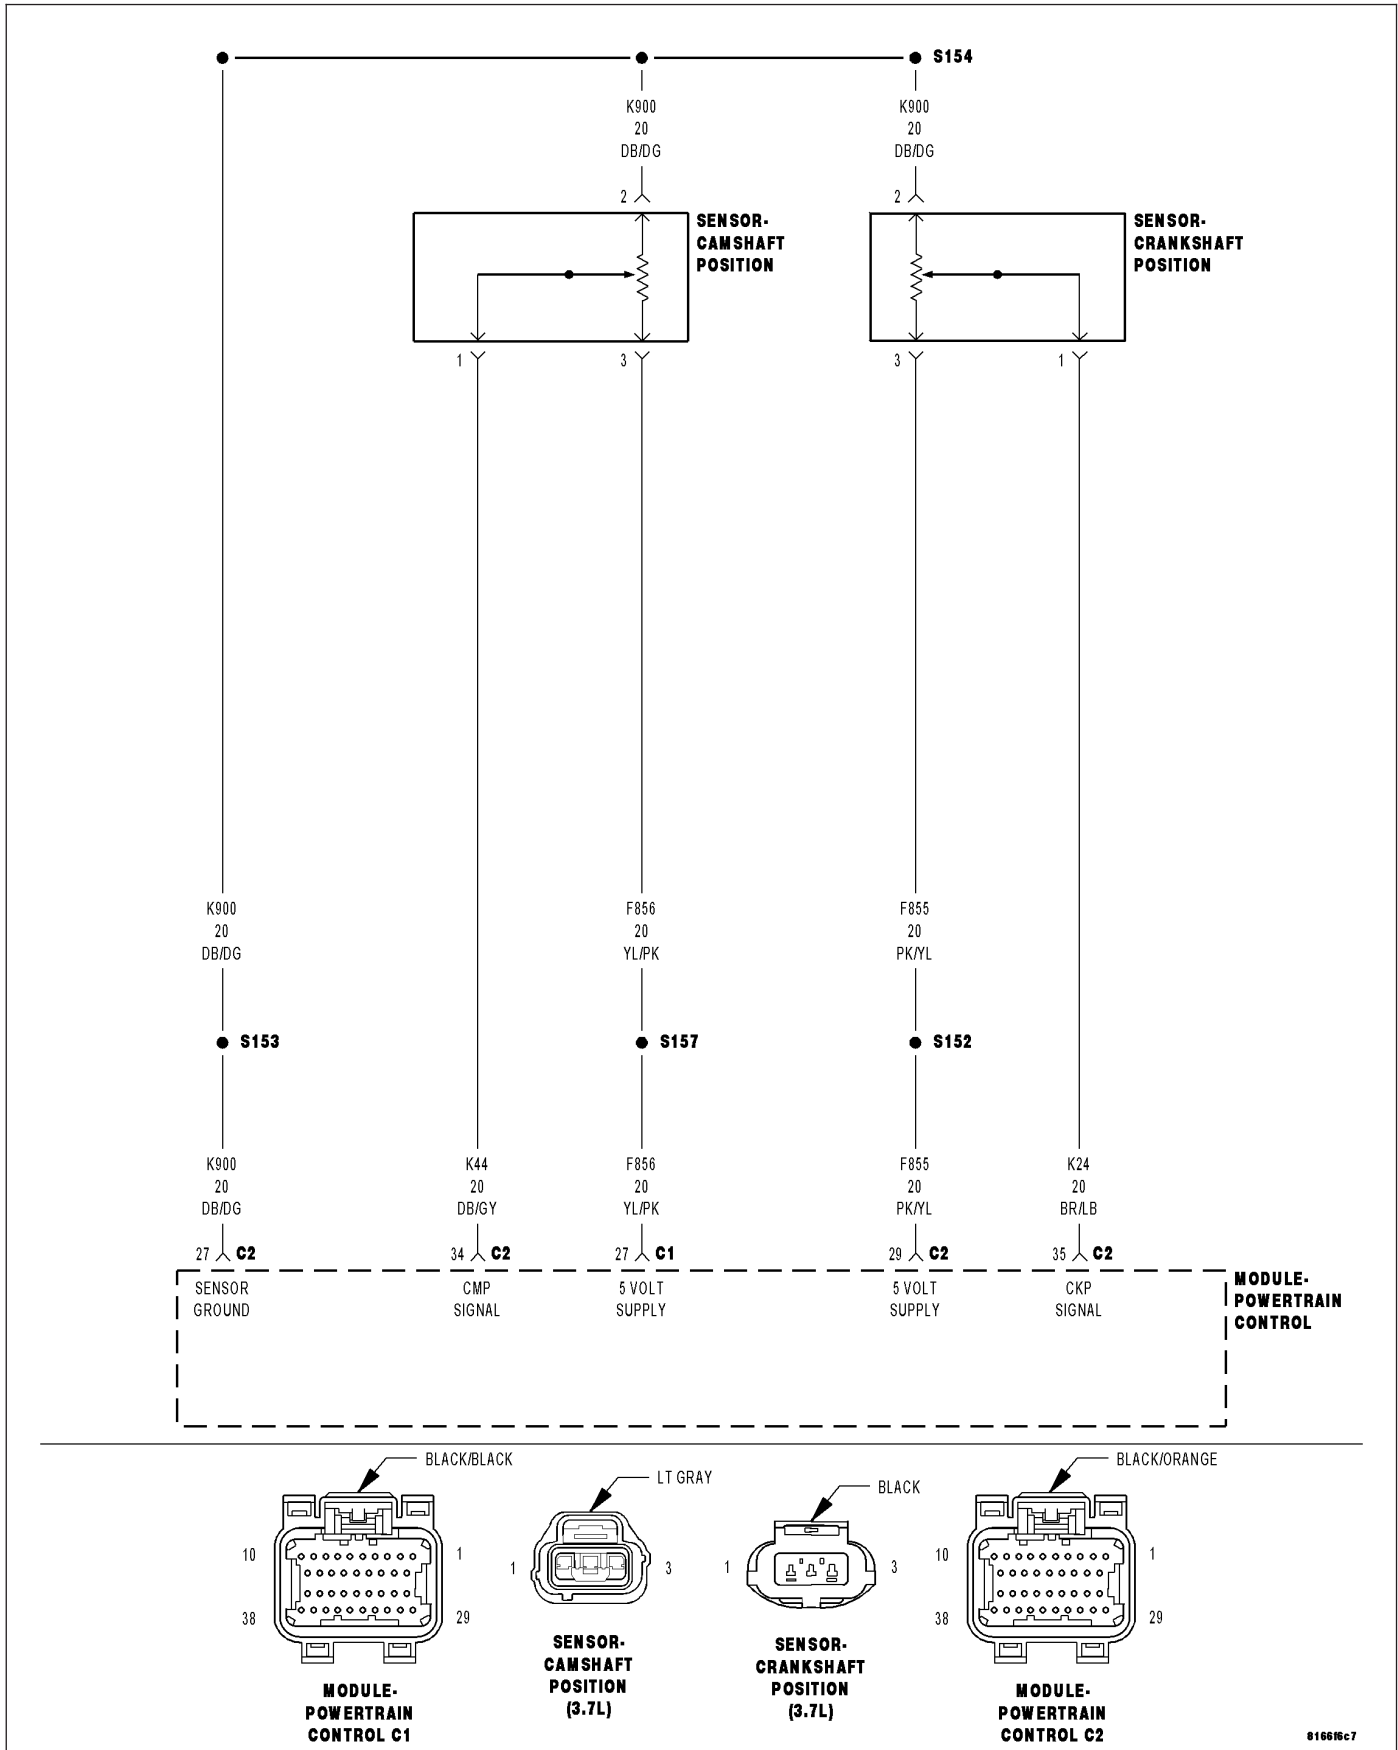 S154
K900
20
DB/DG
K900
20
DB/DG
2
2
SENSOR-
CAMSHAFT
POSITION
SENSOR-
CRANKSHAFT
POSITION
1
3
3
1
K900
20
DB/DG
F856
20
YL/PK
F855
20
PK/YL
S153
S157
S152
K900
20
DB/DG
K44
20
DB/GY
F856
20
YL/PK
F855
20
PK/YL
K24
20
BR/LB
27 C2
34 C2
27 C1
29 C2
35 C2
SENSOR
GROUND
CMP
SIGNAL
5 VOLT
SUPPLY
5 VOLT
SUPPLY
CKP
SIGNAL
MODULE-
POWERTRAIN
CONTROL
BLACK/BLACK
10
1
38
29
MODULE-
POWERTRAIN
CONTROL C1
LT GRAY
1
3
SENSOR-
CAMSHAFT
POSITION
(3.7L)
BLACK
1
3
SENSOR-
CRANKSHAFT
POSITION
(3.7L)
BLACK/ORANGE
10
1
38
29
MODULE-
POWERTRAIN
CONTROL C2
8166f6c7